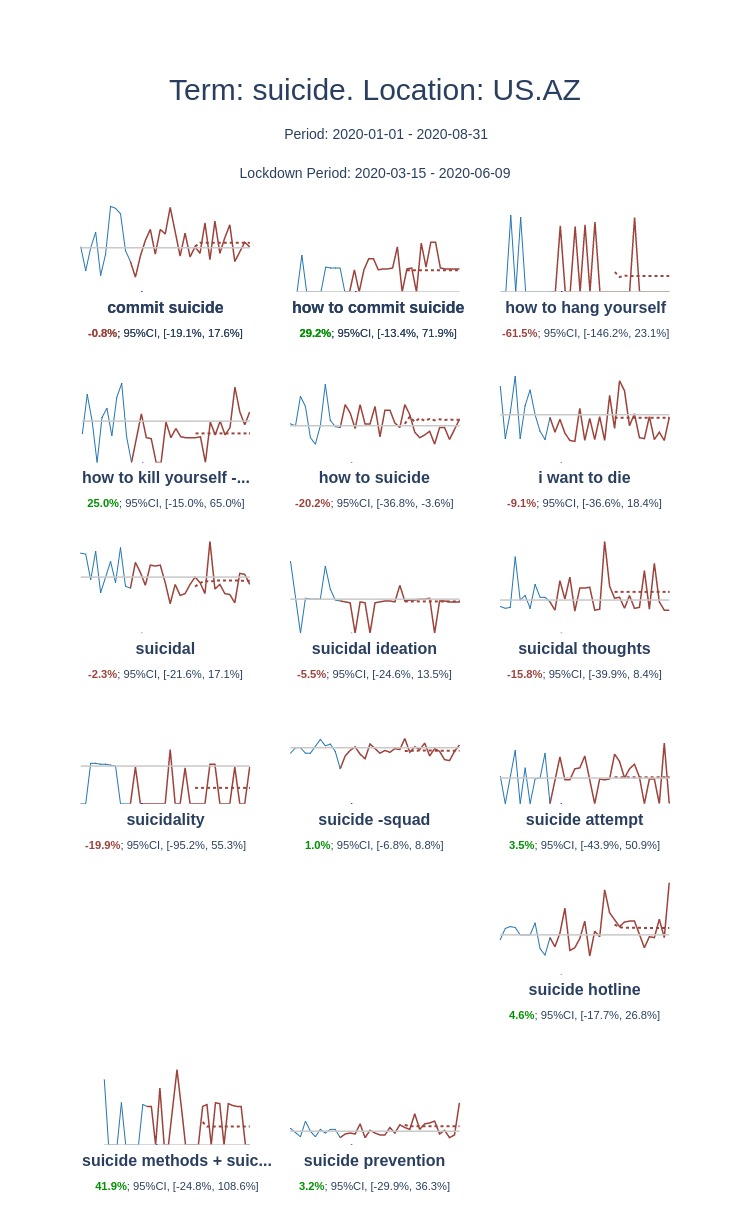 Term: suicide. Location: US.AZ
Period: 2020-01-01 - 2020-08-31
Lockdown Period: 2020-03-15 - 2020-06-09
commit suicide
-0.8%; 95%CI, [-19.1%, 17.6%]
how to commit suicide
29.2%; 95%CI, [-13.4%, 71.9%]
how to hang yourself
-61.5%; 95%CI, [-146.2%, 23.1%]
how to kill yourself -...
25.0%; 95%CI, [-15.0%, 65.0%]
how to suicide
-20.2%; 95%CI, [-36.8%, -3.6%]
i want to die
-9.1%; 95%CI, [-36.6%, 18.4%]
suicidal
-2.3%; 95%CI, [-21.6%, 17.1%]
suicidal ideation
-5.5%; 95%CI, [-24.6%, 13.5%]
suicidal thoughts
-15.8%; 95%CI, [-39.9%, 8.4%]
suicidality
-19.9%; 95%CI, [-95.2%, 55.3%]
suicide -squad
1.0%; 95%CI, [-6.8%, 8.8%]
suicide attempt
3.5%; 95%CI, [-43.9%, 50.9%]
suicide hotline
4.6%; 95%CI, [-17.7%, 26.8%]
suicide methods + suic...
41.9%; 95%CI, [-24.8%, 108.6%]
suicide prevention
3.2%; 95%CI, [-29.9%, 36.3%]